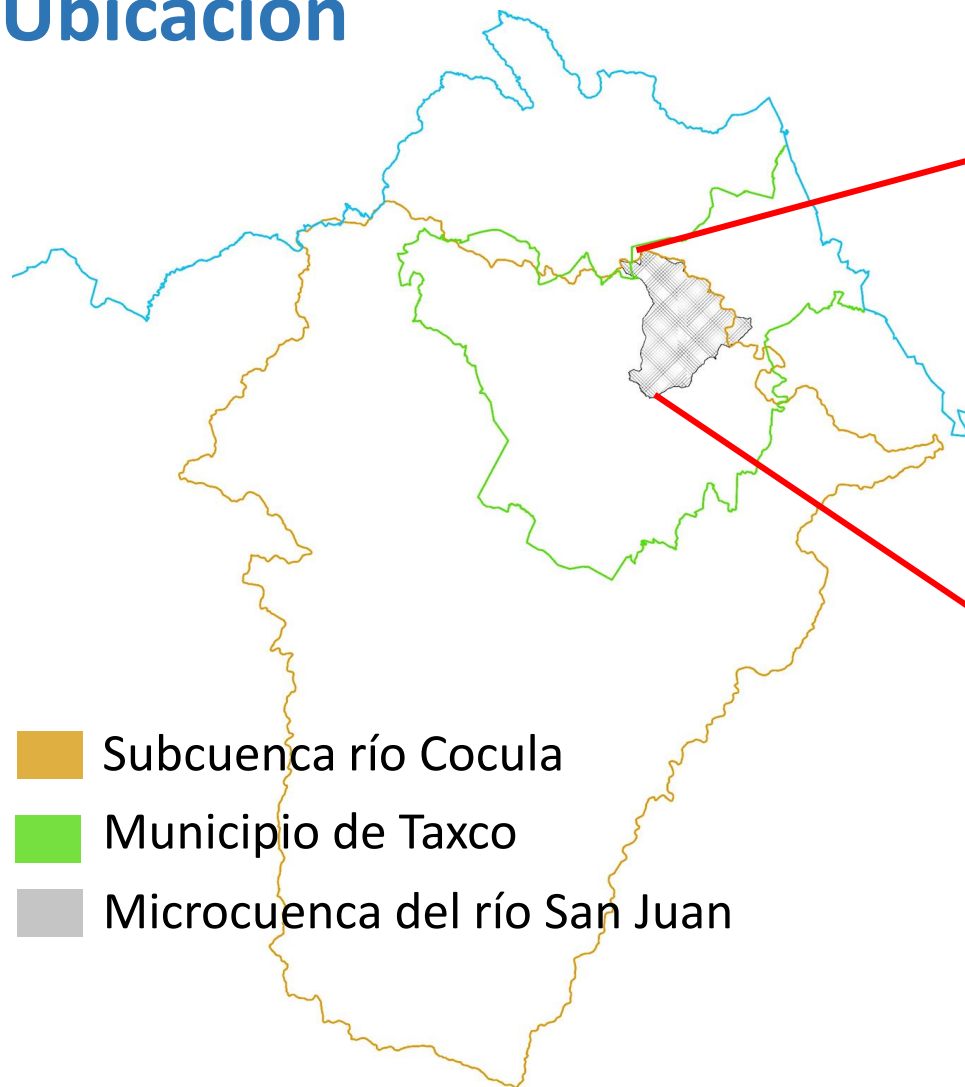 Ubicación
Subcuenca río Cocula
Municipio de Taxco
Microcuenca del río San Juan